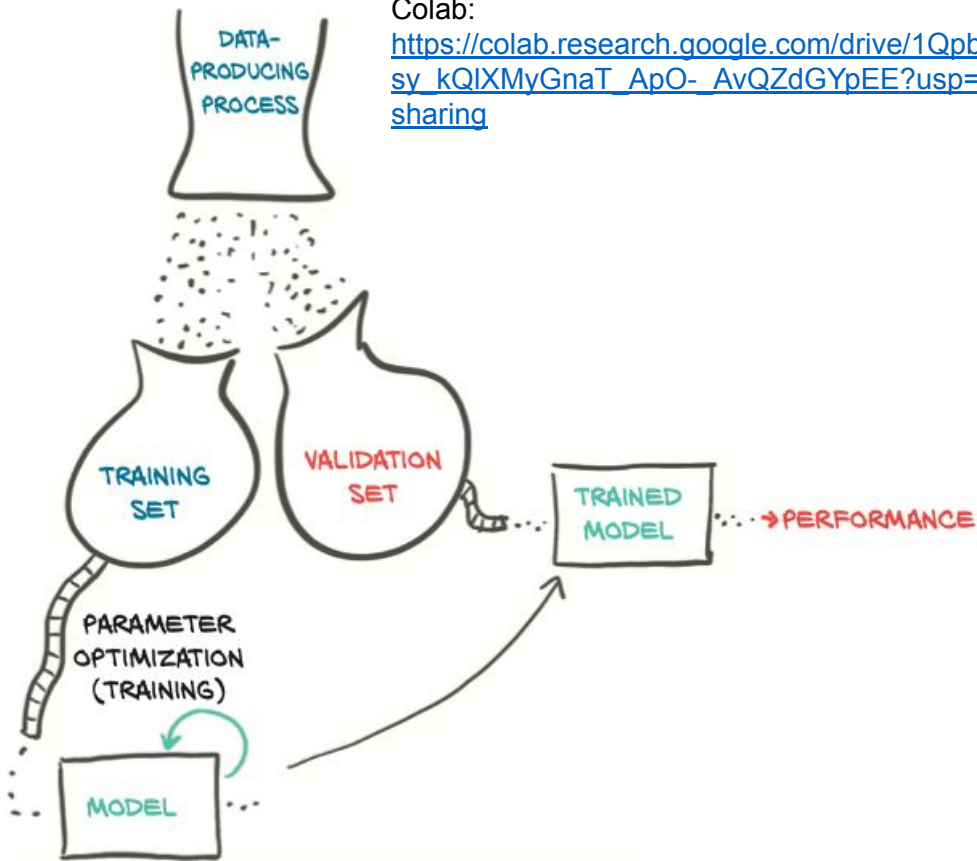 Colab:
https://colab.research.google.com/drive/1Qpb
sy_kQlXMyGnaT_ApO-_AvQZdGYpEE?usp=
sharing
DATA-
PRODUCING
PROCESS
TRAINING
SET
VALIDATION
SET
TRAINED
MODEL
PERFORMANCE
PARAMETER
OPTIMIZATION
(TRAINING)
MODEL